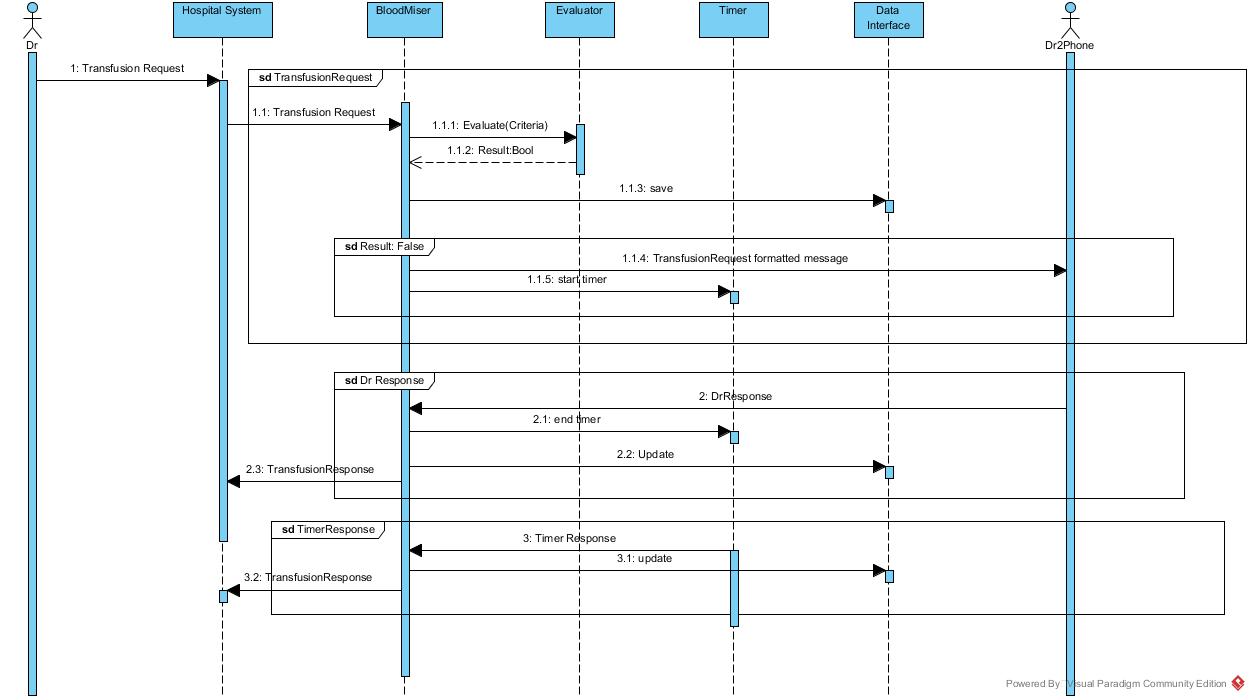 Hospital System
BloodMiser
Evaluator
Timer
Data
Interface
Dr
Dr2Phone
1: Transfusion Request
sd TransfusionRequest
1.1: Transfusion Request
1.1.1: Evaluate(Criteria)
1.1.2: Result:Bool
1.1.3: save
sd Result: False
1.1.4: TransfusionRequest formatted message
1.1.5: start timer
sd Dr Response
2: DrResponse
2.1: end timer
2.2: Update
2.3: TransfusionResponse
sd TimerResponse
3: Timer Response
3.1: update
3.2: TransfusionResponse
Powered By Visual Paradigm Community Edition